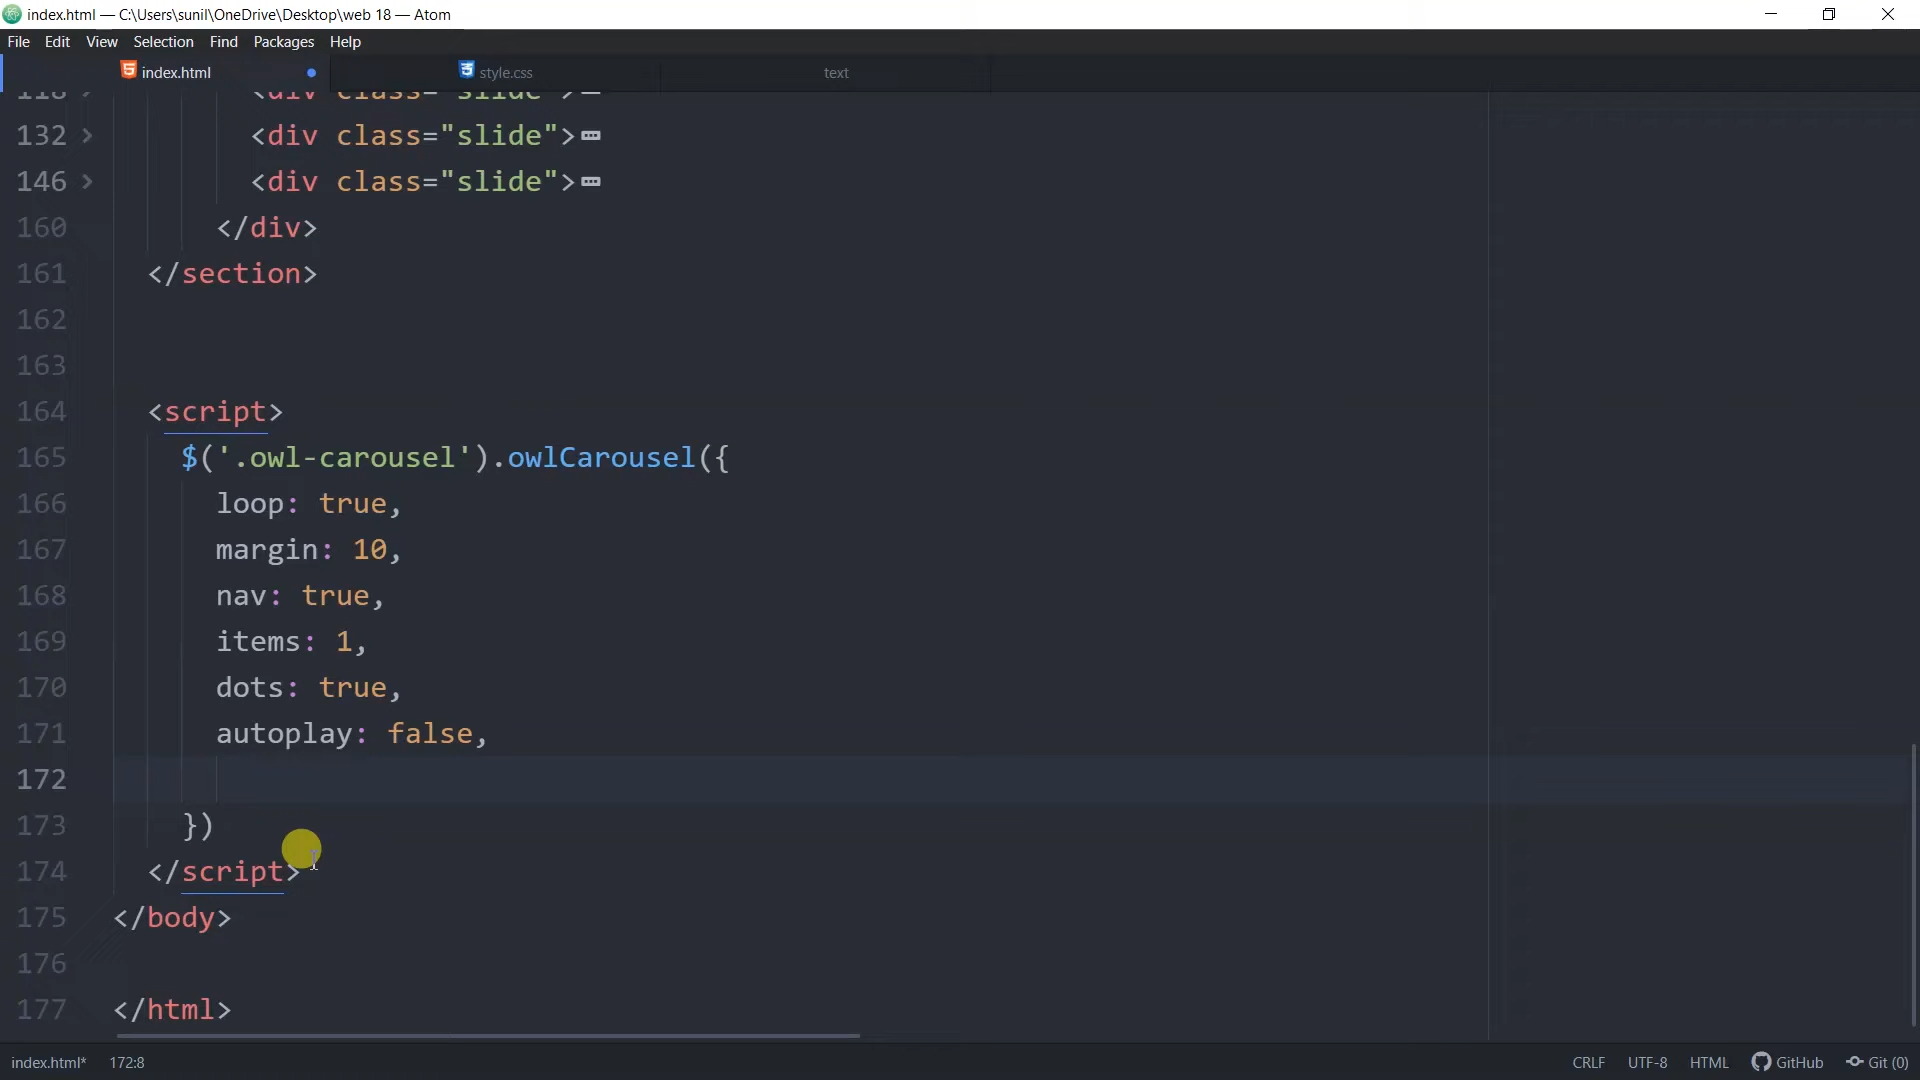 index.html — C:\Users\sunil\OneDrive\Desktop\web 18 — Atom
File Edit View Selection Find Packages Help
index.html style.css text
118 <div class="slide">
132 <div class="slide">
146 <div class="slide">
160 </div>
161 </section>
162
163
164 <script>
165 $('.owl-carousel').owlCarousel({
166 loop: true,
167 margin: 10,
168 nav: true,
169 items: 1,
170 dots: true,
171 autoplay: false,
172
173 })
174 </script>
175 </body>
176
177 </html>
index.html* 172:8 CRLF UTF-8 HTML GitHub Git (0)